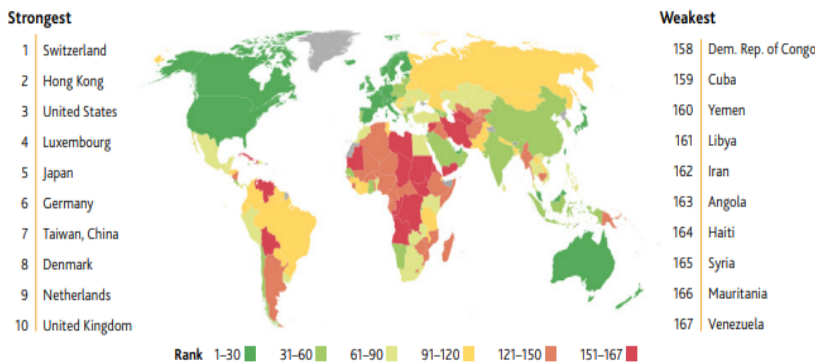 Strongest
1 Switzerland
2 Hong Kong
3 United States
4 Luxembourg
5 Japan
6 Germany
7 Taiwan, China
8 Denmark
9 Netherlands
10 United Kingdom
Weakest
158 Dem. Rep. of Congo
159 Cuba
160 Yemen
161 Libya
162 Iran
163 Angola
164 Haiti
165 Syria
166 Mauritania
167 Venezuela
Rank 1–30 31–60 61–90 91–120 121–150 151–167